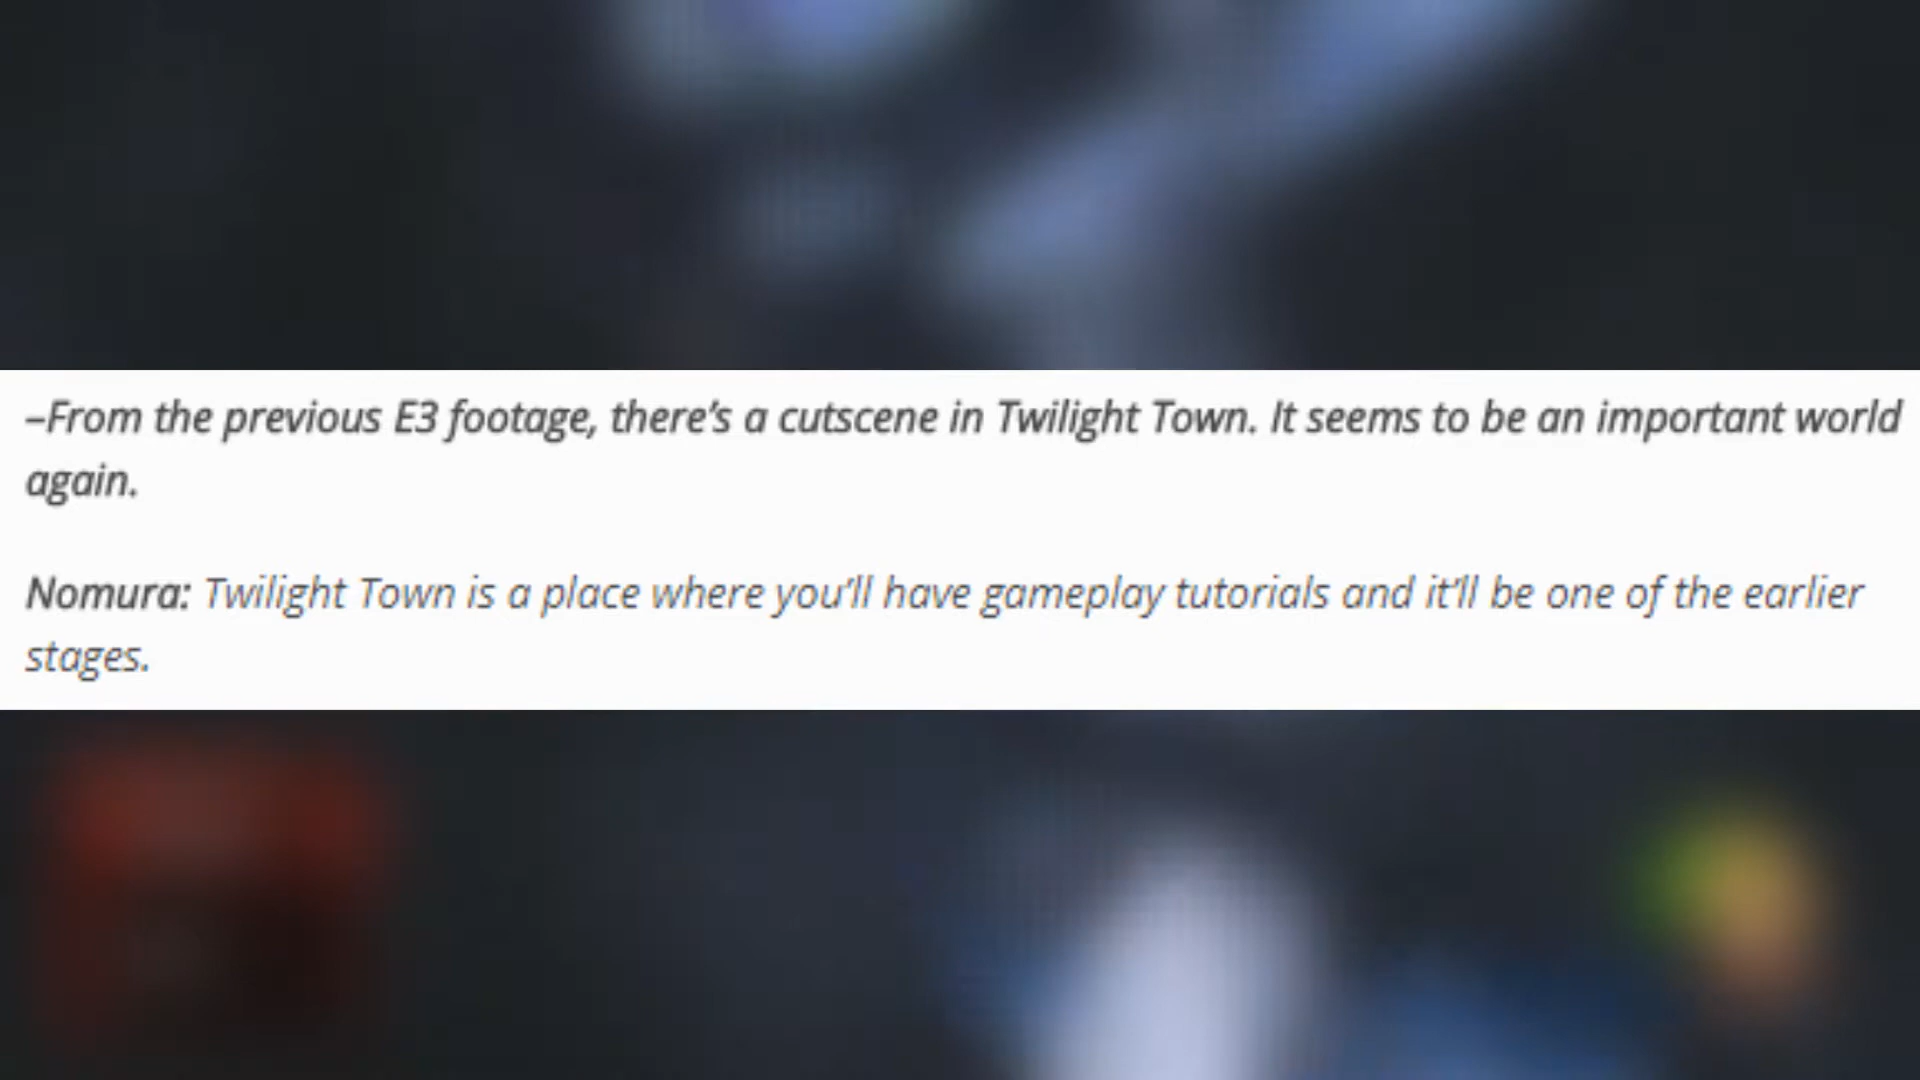 –From the previous E3 footage, there’s a cutscene in Twilight Town. It seems to be an important world
again.
Nomura: Twilight Town is a place where you’ll have gameplay tutorials and it’ll be one of the earlier
stages.